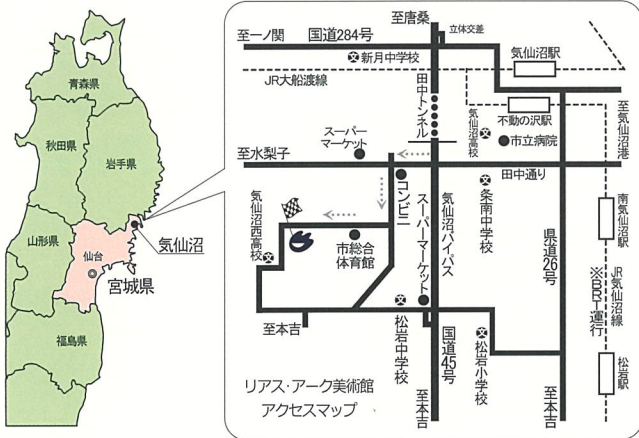 青森県
秋田県
岩手県
山形県
仙台
宮城県
福島県
気仙沼
至唐桑
立体交差
至一ノ関
国道284号
新月中学校
気仙沼駅
JR大船渡線
田中トンネル
不動の沢駅
気仙沼高校
市立病院
至気仙沼港
スーパー
マーケット
至水梨子
田中通り
コンビニ
気仙沼西高校
市総合
体育館
スーパーマーケット
気仙沼バイパス
条南中学校
県道26号
南気仙沼駅
JR気仙沼線
※BRT運行
至本吉
松岩中学校
国道45号
松岩小学校
松岩駅
至本吉
至本吉
リアス・アーク美術館
アクセスマップ